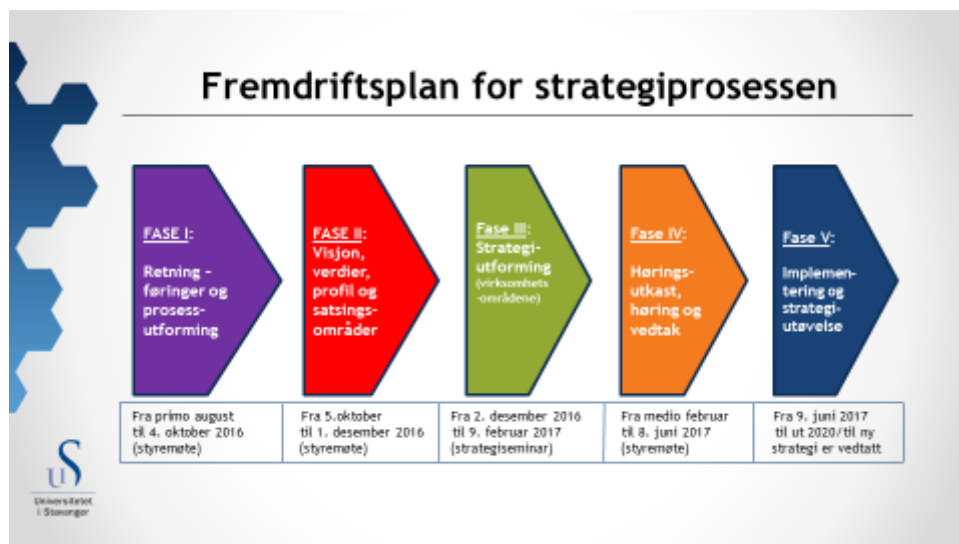 Fremdriftsplan for strategiprosessen
FASE I:
Retning -
føringer og
prosess-
utforming
FASE II:
Visjon,
verdier,
profil og
satsings-
områder
Fase III:
Strategi-
utforming
(virksomhets
-områdene)
Fase IV:
Hørings-
utkast,
høring og
vedtak
Fase V:
Implemen-
tering og
strategi-
utøvelse
Fra primo august
til 4. oktober 2016
(styremøte)
Fra 5.oktober
til 1. desember 2016
(styremøte)
Fra 2. desember 2016
til 9. februar 2017
(strategiseminar)
Fra medio februar
til 8. juni 2017
(styremøte)
Fra 9. juni 2017
til ut 2020/til ny
strategi er vedtatt
US
Universitetet
i Stavanger